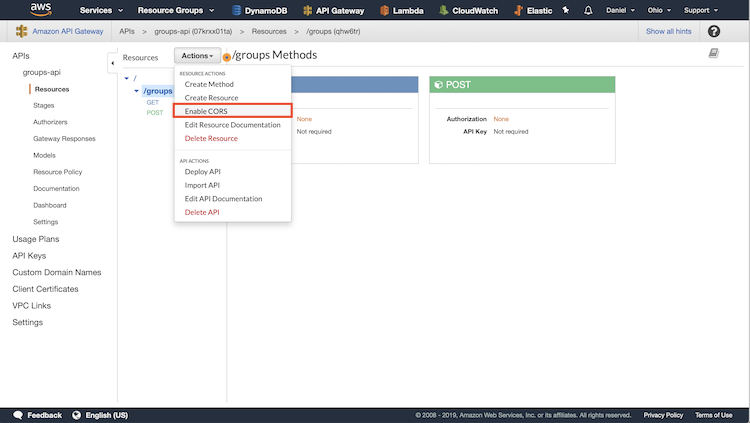 aws Services Resource Groups DynamoDB API Gateway Lambda CloudWatch Elastic Daniel Ohio Support
Amazon API Gateway APIs > groups-api (07krxx01ta) > Resources > /groups (qhw6tr) Show all hints ?
APIs
groups-api
Resources
Stages
Authorizers
Gateway Responses
Models
Resource Policy
Documentation
Dashboard
Settings
Usage Plans
API Keys
Custom Domain Names
Client Certificates
VPC Links
Settings
Resources Actions /groups Methods
/
/groups
GET
POST
RESOURCE ACTIONS
Create Method
Create Resource
Enable CORS
Edit Resource Documentation
Delete Resource
API ACTIONS
Deploy API
Import API
Edit API Documentation
Delete API
None
Not required
POST
Authorization None
API Key Not required
Feedback English (US) © 2008 - 2019, Amazon Web Services, Inc. or its affiliates. All rights reserved. Privacy Policy Terms of Use